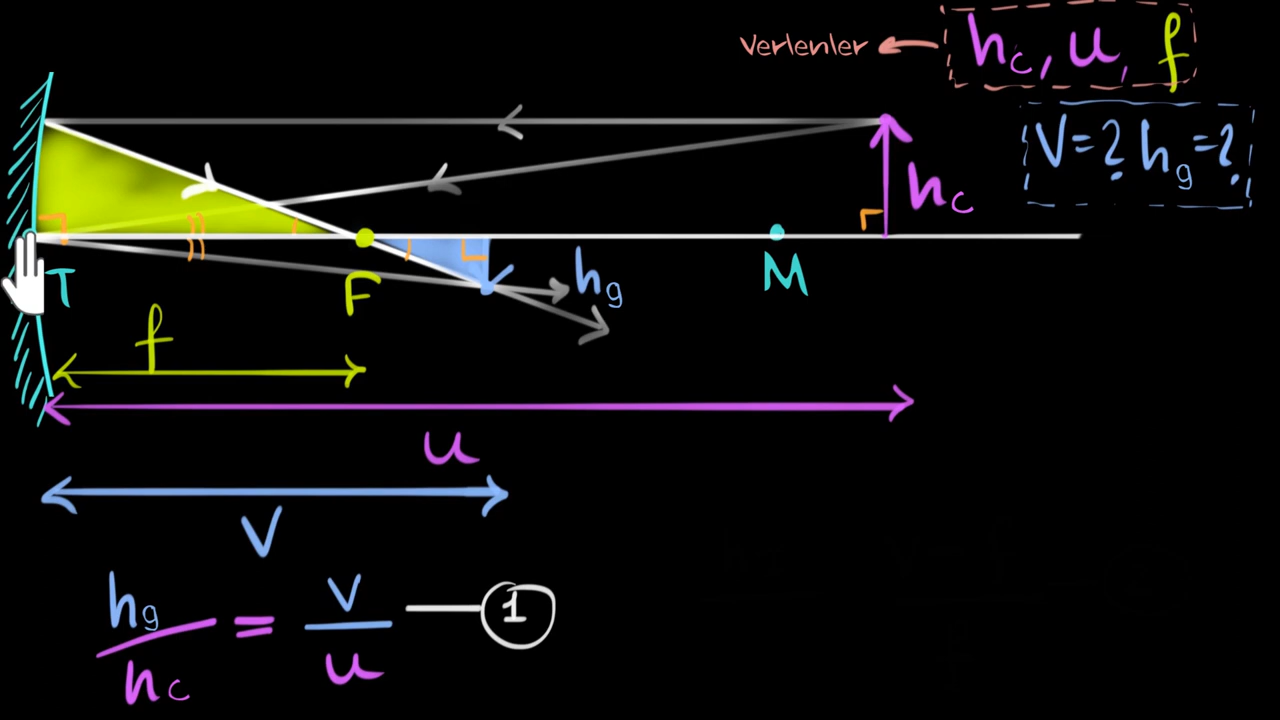 Verlenler ← hc, u, f
V=? hg=?
hc
T F hg M
f
u
V
hg/hc = v/u — 1